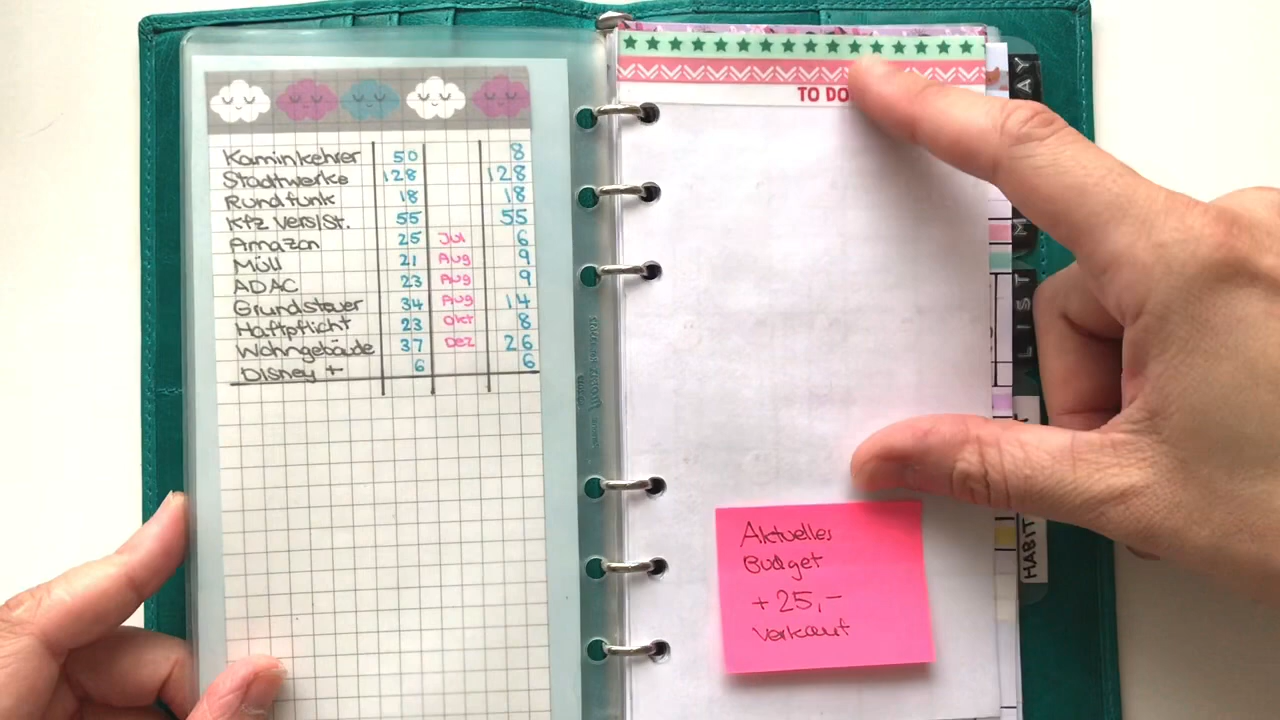 Kaminkehrer 50 8
Stadtwerke 128 128
Rundfunk 18 18
Kfz Vers/St. 55 55
Amazon 25 Jul 6
Müll 21 Aug 9
ADAC 23 Aug 9
Grundsteuer 34 Aug 14
Haftpflicht 23 Okt 8
Wohngebäude 37 Dez 26
Disney + 6 6
TO DO
Aktuelles
Budget
+25,-
Verkauf
AY
M
LIST
HABIT